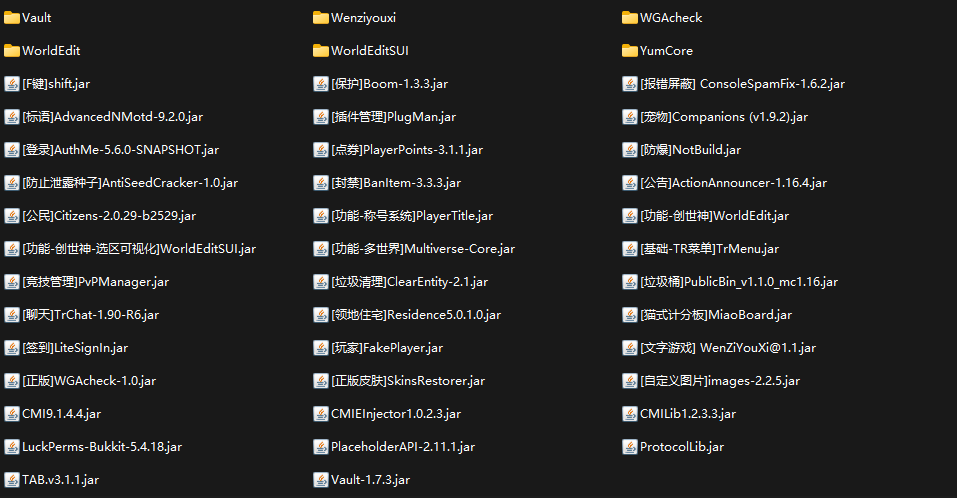 Vault
Wenziyouxi
WGAcheck
WorldEdit
WorldEditSUI
YumCore
[F键]shift.jar
[保护]Boom-1.3.3.jar
[报错屏蔽] ConsoleSpamFix-1.6.2.jar
[标语]AdvancedNMotd-9.2.0.jar
[插件管理]PlugMan.jar
[宠物]Companions (v1.9.2).jar
[登录]AuthMe-5.6.0-SNAPSHOT.jar
[点券]PlayerPoints-3.1.1.jar
[防爆]NotBuild.jar
[防止泄露种子]AntiSeedCracker-1.0.jar
[封禁]BanItem-3.3.3.jar
[公告]ActionAnnouncer-1.16.4.jar
[公民]Citizens-2.0.29-b2529.jar
[功能-称号系统]PlayerTitle.jar
[功能-创世神]WorldEdit.jar
[功能-创世神-选区可视化]WorldEditSUI.jar
[功能-多世界]Multiverse-Core.jar
[基础-TR菜单]TrMenu.jar
[竞技管理]PvPManager.jar
[垃圾清理]ClearEntity-2.1.jar
[垃圾桶]PublicBin_v1.1.0_mc1.16.jar
[聊天]TrChat-1.90-R6.jar
[领地住宅]Residence5.0.1.0.jar
[猫式计分板]MiaoBoard.jar
[签到]LiteSignIn.jar
[玩家]FakePlayer.jar
[文字游戏] WenZiYouXi@1.1.jar
[正版]WGAcheck-1.0.jar
[正版皮肤]SkinsRestorer.jar
[自定义图片]images-2.2.5.jar
CMI9.1.4.4.jar
CMIEInjector1.0.2.3.jar
CMILib1.2.3.3.jar
LuckPerms-Bukkit-5.4.18.jar
PlaceholderAPI-2.11.1.jar
ProtocolLib.jar
TAB.v3.1.1.jar
Vault-1.7.3.jar